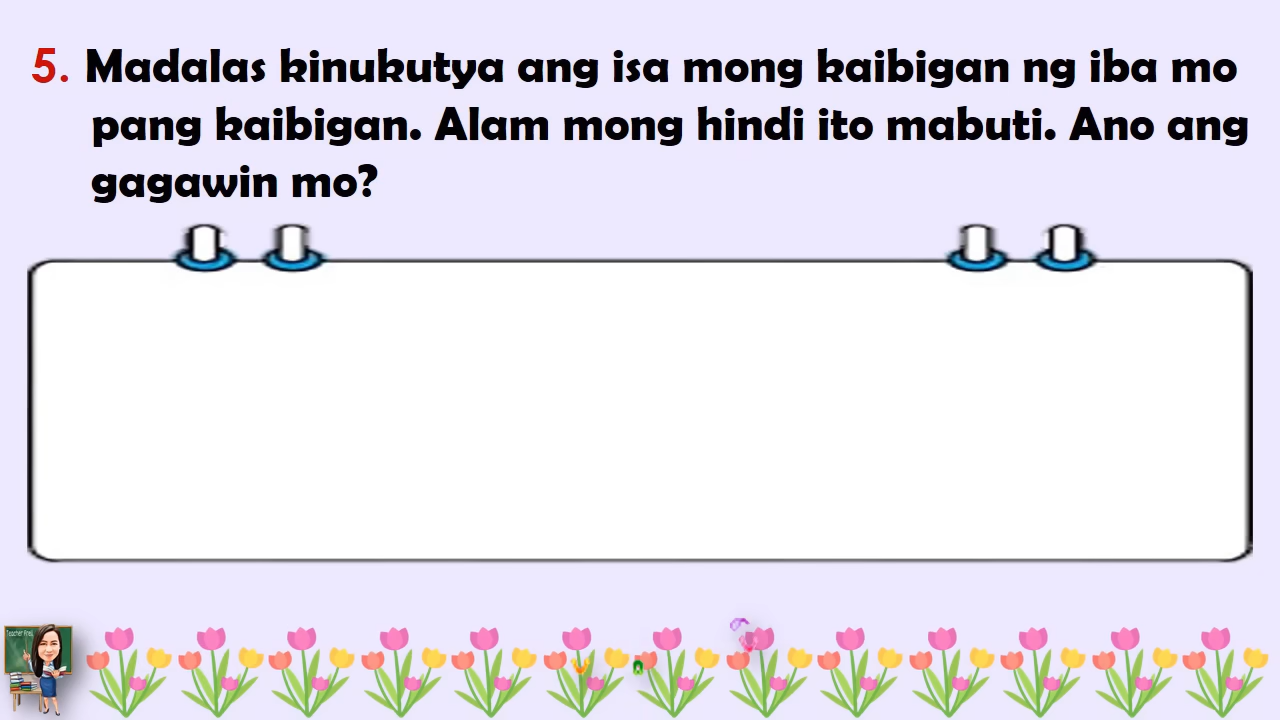 5. Madalas kinukutya ang isa mong kaibigan ng iba mo
pang kaibigan. Alam mong hindi ito mabuti. Ano ang
gagawin mo?